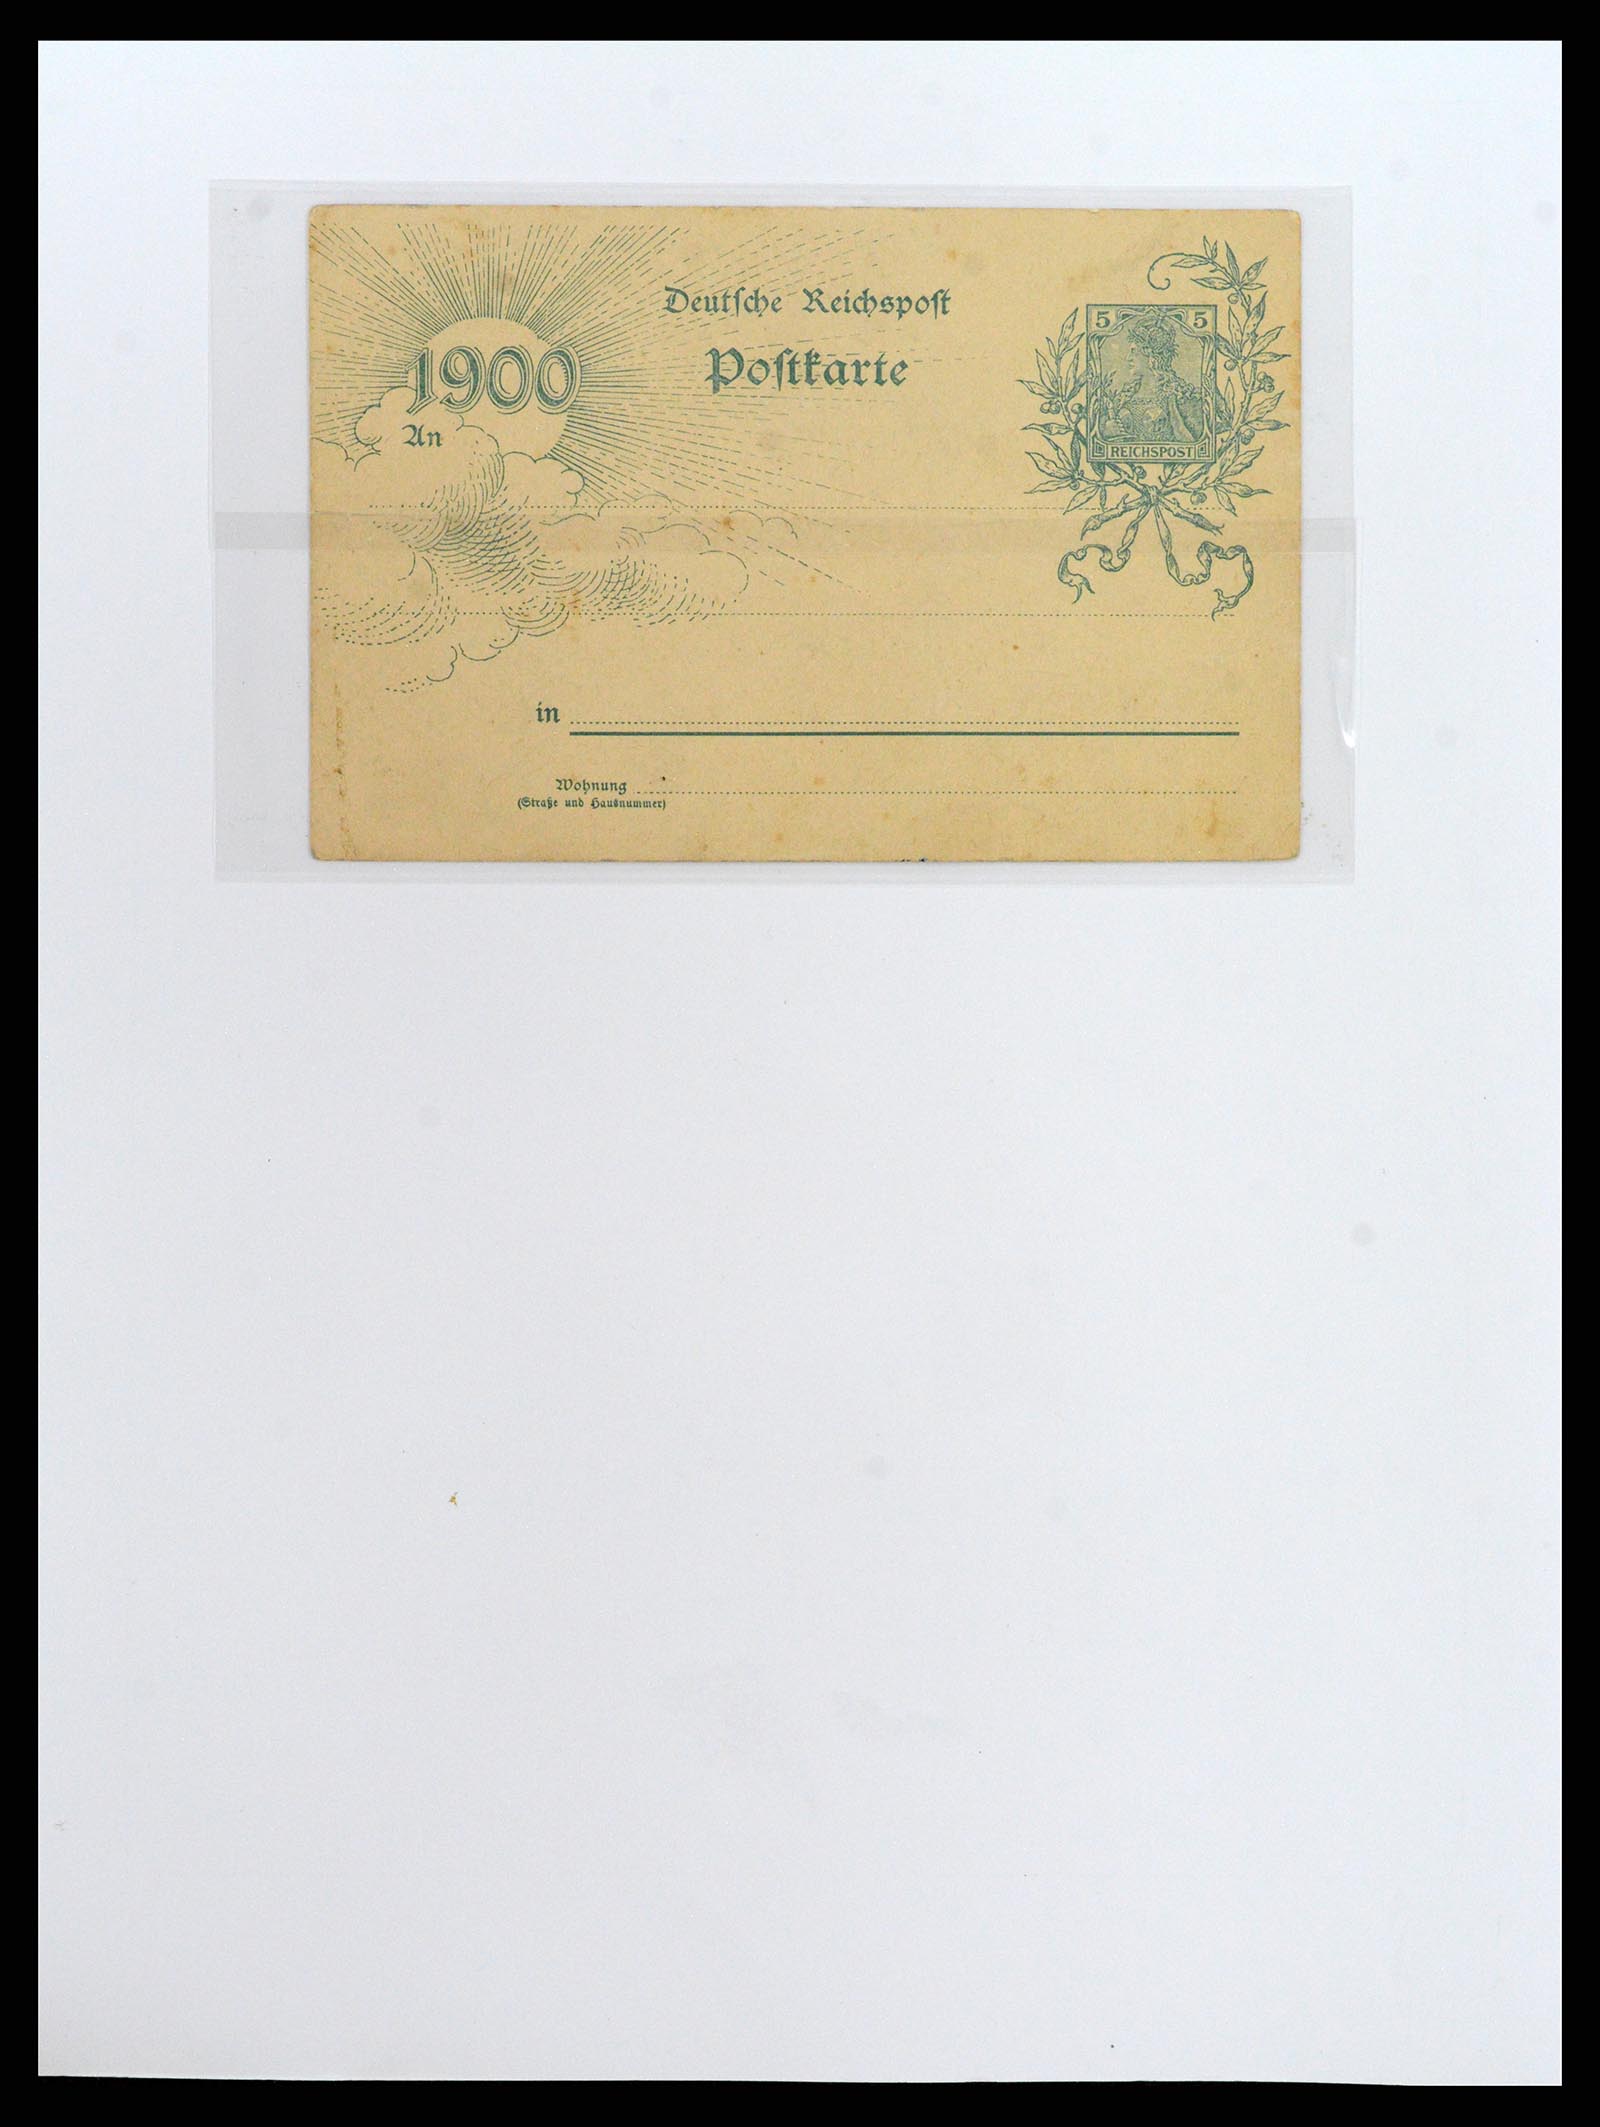 Deutſche Reichspoſt
5 5
1900
Poſtkarte
An
REICHSPOST
in
Wohnung
(Straße und Hausnummer)